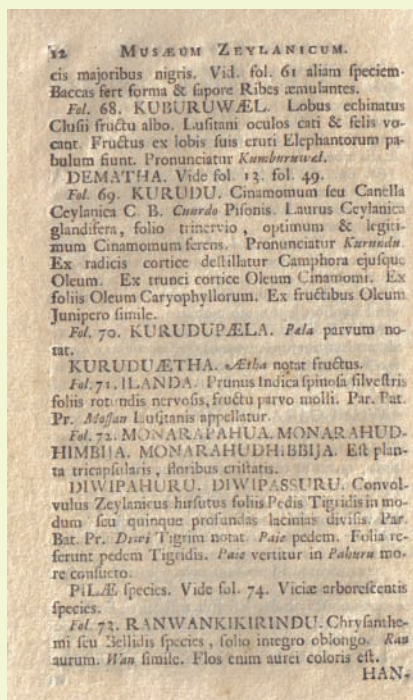 12 MUSÆUM ZEYLANICUM.
cis majoribus nigris. Vid. fol. 61 aliam speciem.
Baccas fert forma & sapore Ribes æmulantes.
Fol. 68. KUBURUWÆL. Lobus echinatus
Clusii fructu albo. Lusitani oculos cati & felis vo-
cant. Fructus ex lobis suis eruti Elephantorum pa-
bulum fiunt. Pronunciatur Kumburuwel.
DEMATHA. Vide fol. 13. fol. 49.
Fol. 69. KURUDU. Cinamomum seu Canella
Ceylanica C. B. Cuurdo Pisonis. Laurus Ceylanica
glandifera, folio trinervio, optimum & legiti-
mum Cinamomum ferens. Pronunciatur Kurundu.
Ex radicis cortice destillatur Camphora ejusque
Oleum. Ex trunci cortice Oleum Cinamomi. Ex
foliis Oleum Caryophyllorum. Ex fructibus Oleum
Junipero simile.
Fol. 70. KURUDUPÆLA. Pæla parvum no-
tat.
KURUDUÆTHA. Ætha notat fructus.
Fol. 71. ILANDA. Prunus Indica spinosa silvestris
foliis rotundis nervosis, fructu parvo molli. Par. Bat.
Pr. Massan Lusitanis appellatur.
Fol. 72. MONARAPAHUA. MONARAHUD-
HIMBIJA. MONARAHUDHIBBIJA. Est plan-
ta tricapsularis, floribus cristatis.
DIWIPAHURU. DIWIPASSURU. Convol-
vulus Zeylanicus hirsutus foliis Pedis Tigridis in mo-
dum seu quinque profundas lacinias divisis. Par.
Bat. Pr. Diwi Tigrim notat. Paie pedem. Folia re-
ferunt pedem Tigridis. Paie vertitur in Pahuru mo-
re consueto.
PILÆ species. Vide fol. 74. Viciæ arborescentis
species.
Fol. 73. RANWANKIKIRINDU. Chrysanthe-
mi seu Bellidis species, folio integro oblongo. Ran
aurum. Wan simile. Flos enim aurei coloris est.
HAN-